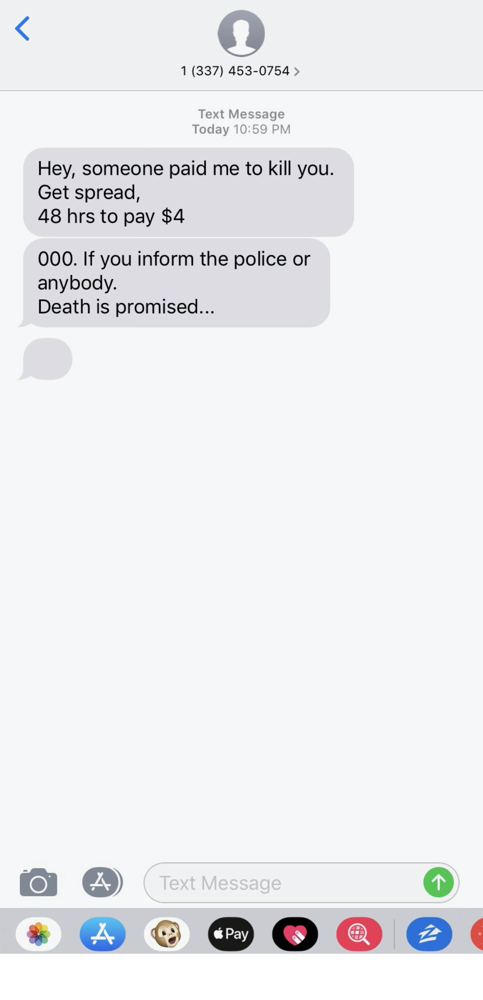 1 (337) 453-0754
Text Message
Today 10:59 PM
Hey, someone paid me to kill you.
Get spread,
48 hrs to pay $4
000. If you inform the police or
anybody.
Death is promised...
Text Message
Pay